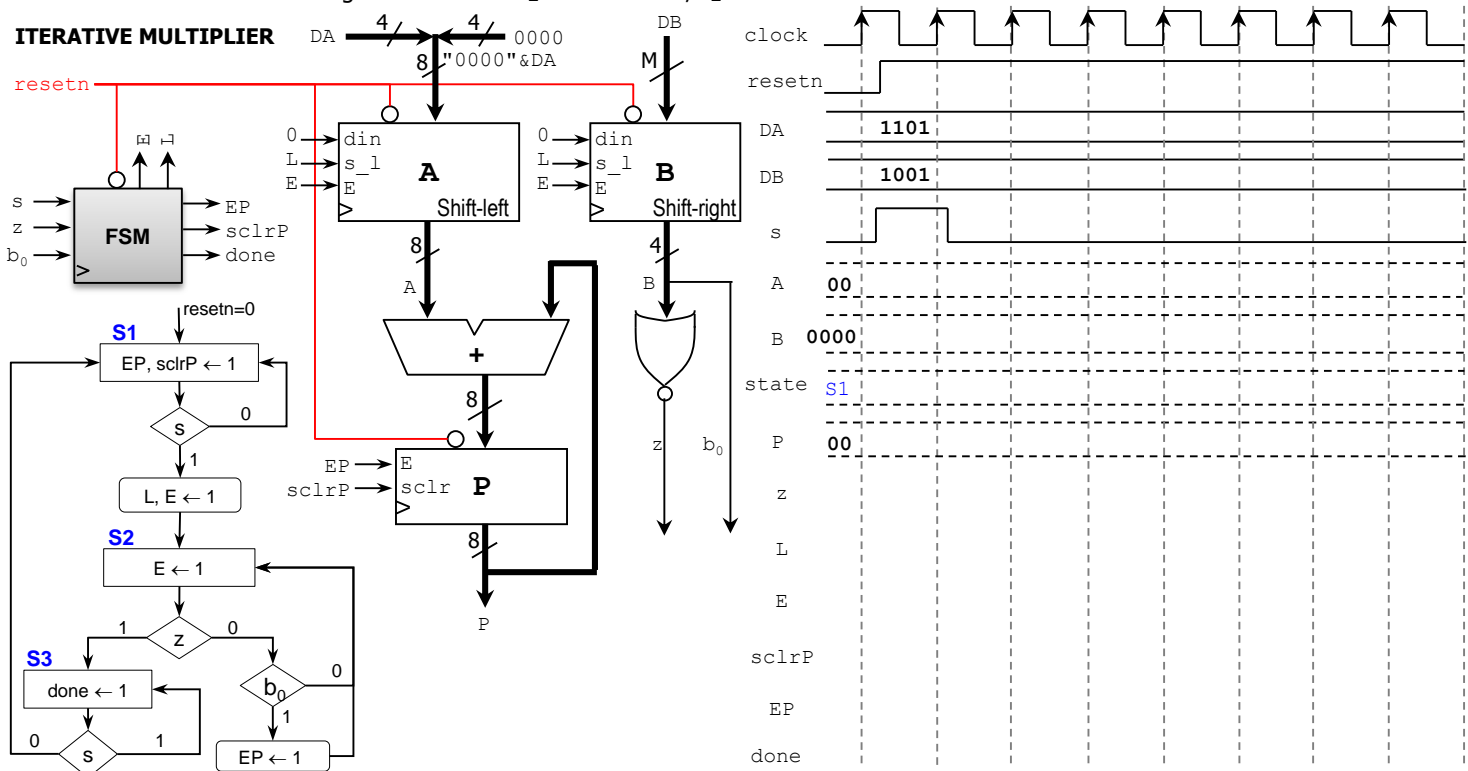 ITERATIVE MULTIPLIER
DA
4
4
0000
8
"0000"&DA
DB
M
resetn
E
L
0
din
L
s_l
E
E
A
Shift-left
0
din
L
s_l
E
E
B
Shift-right
s
z
b0
FSM
EP
sclrP
done
8
A
4
B
+
8
z
b0
EP
E
sclrP
sclr
P
8
P
resetn=0
S1
EP, sclrP ← 1
s
0
1
L, E ← 1
S2
E ← 1
z
1
0
S3
done ← 1
b0
0
1
s
0
1
EP ← 1
clock
resetn
DA
1101
DB
1001
s
A
00
B
0000
state
S1
P
00
z
L
E
sclrP
EP
done